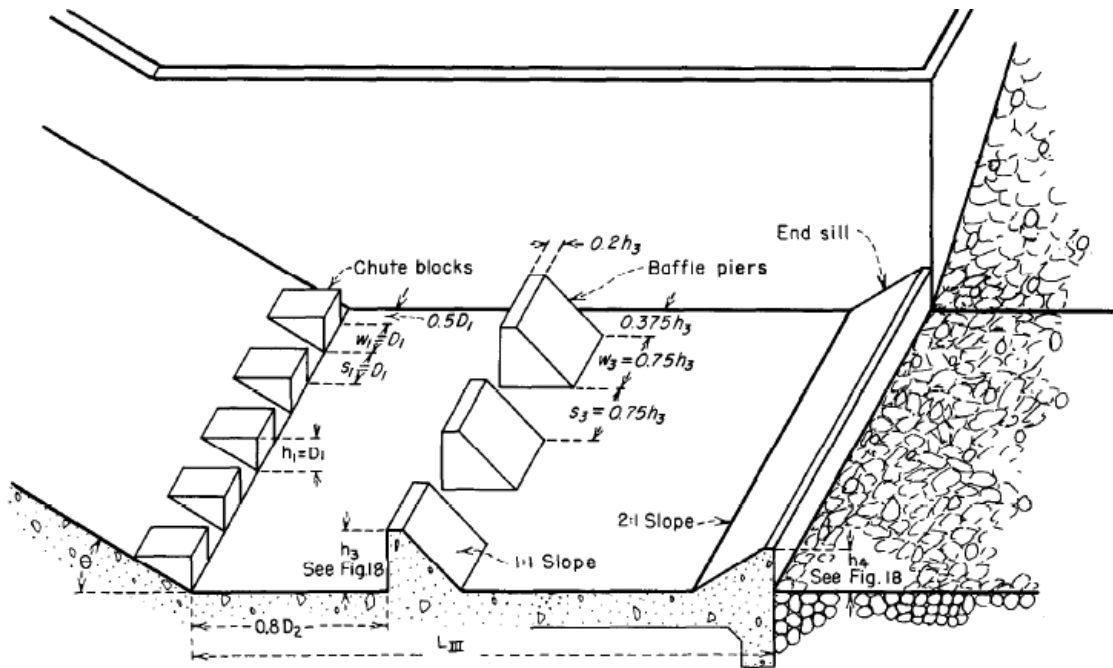 0.2h₃
End sill
Chute blocks
Baffle piers
0.5D₁
0.375h₃
w₁=D₁
w₃=0.75h₃
s₁=D₁
s₃=0.75h₃
h₁=D₁
2:1 Slope
θ
h₃
See Fig.18
1:1 Slope
h₄
See Fig.18
0.8D₂
L III